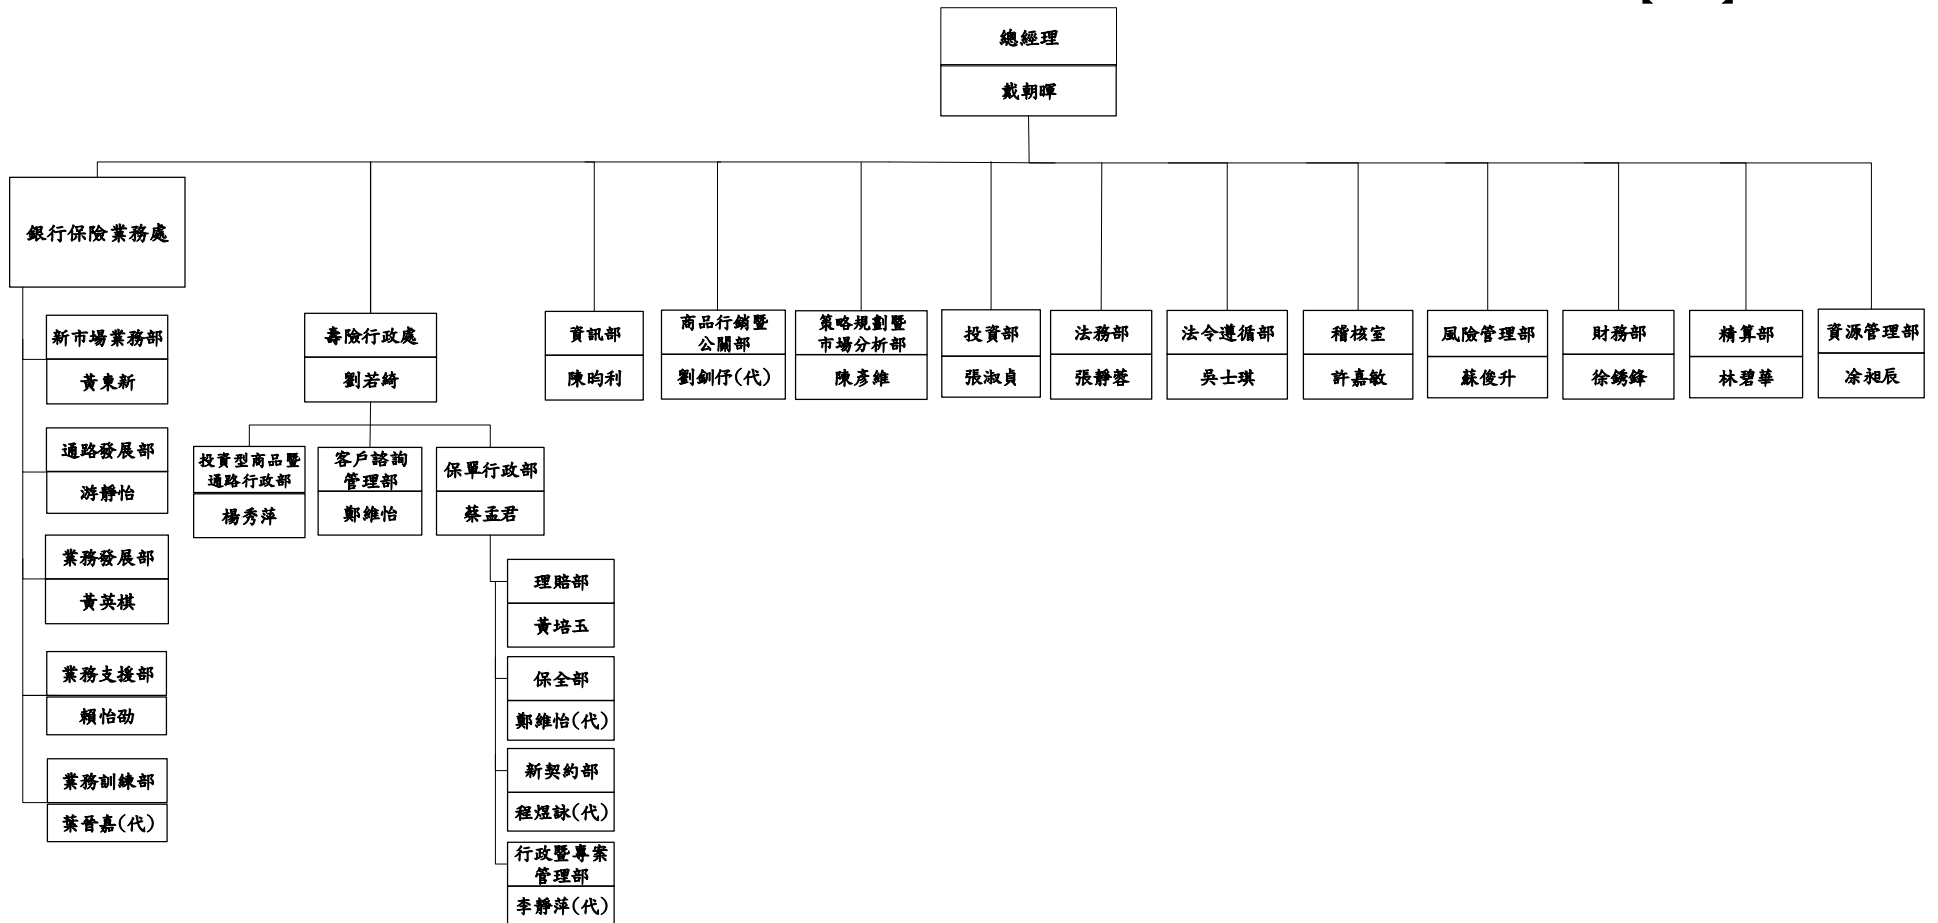 總經理
戴朝暉
銀行保險業務處
新市場業務部
黃東新
通路發展部
游靜怡
業務發展部
黃英棋
業務支援部
賴怡劭
業務訓練部
葉晉嘉(代)
壽險行政處
劉若綺
投資型商品暨
通路行政部
楊秀萍
客戶諮詢
管理部
鄭維怡
保單行政部
蔡孟君
理賠部
黃培玉
保全部
鄭維怡(代)
新契約部
程煜詠(代)
行政暨專案
管理部
李靜萍(代)
資訊部
陳昀利
商品行銷暨
公關部
劉釧伃(代)
策略規劃暨
市場分析部
陳彥維
投資部
張淑貞
法務部
張靜蓉
法令遵循部
吳士琪
稽核室
許嘉敏
風險管理部
蘇俊升
財務部
徐銹鋒
精算部
林碧華
資源管理部
凃昶辰